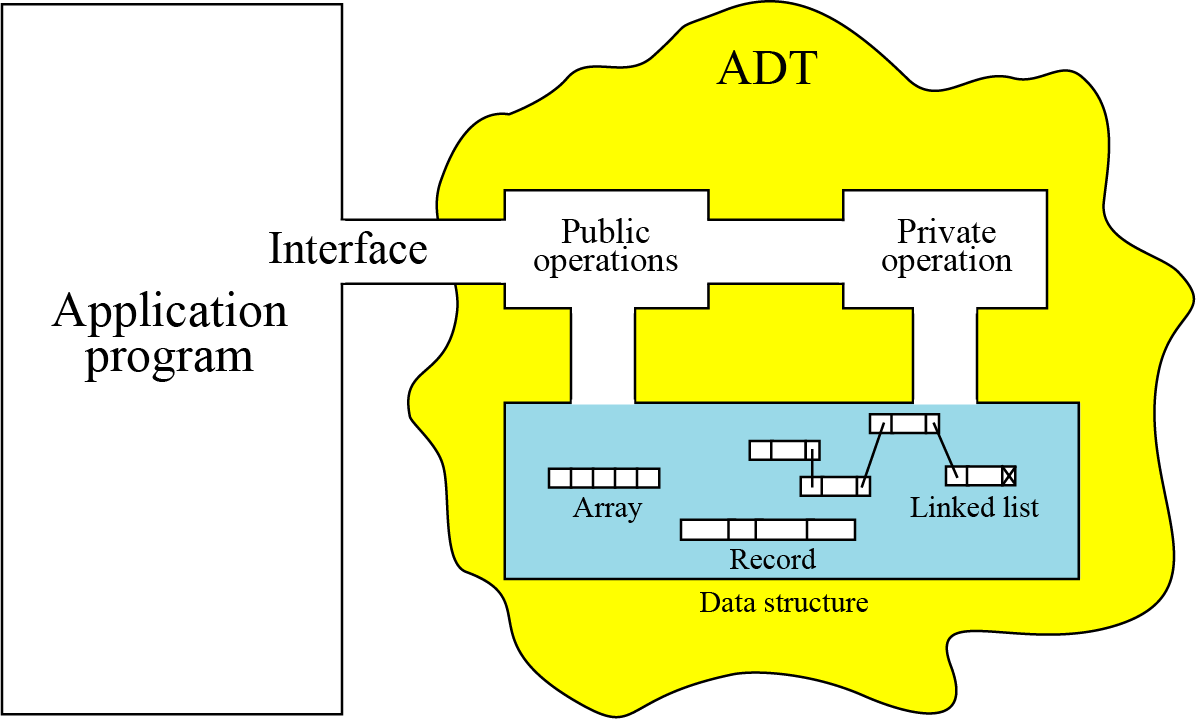 ADT
Interface
Application
program
Public
operations
Private
operation
Array
Linked list
Record
Data structure